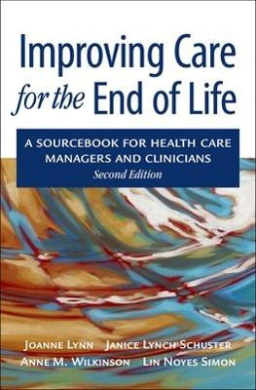 Improving Care
for the End of Life
A SOURCEBOOK FOR HEALTH CARE
MANAGERS AND CLINICIANS
Second Edition
JOANNE LYNN JANICE LYNCH SCHUSTER
ANNE M. WILKINSON LIN NOYES SIMON